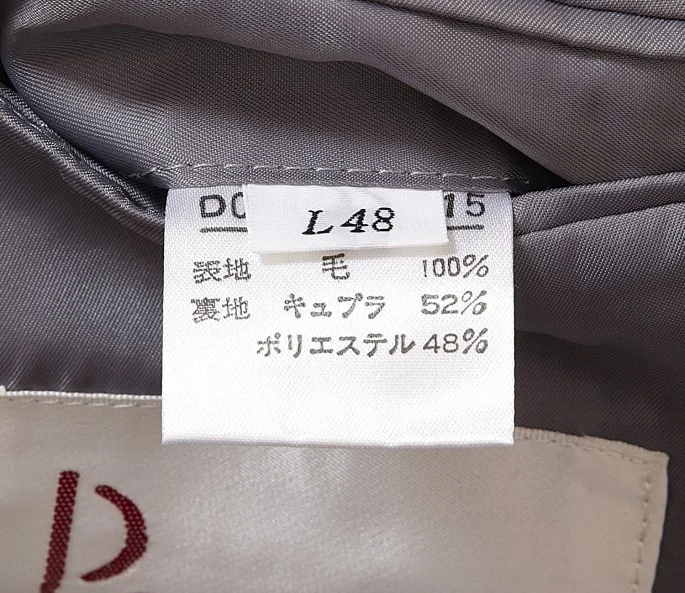 L48
15
表地 毛 100%
裏地 キュプラ 52%
ポリエステル 48%